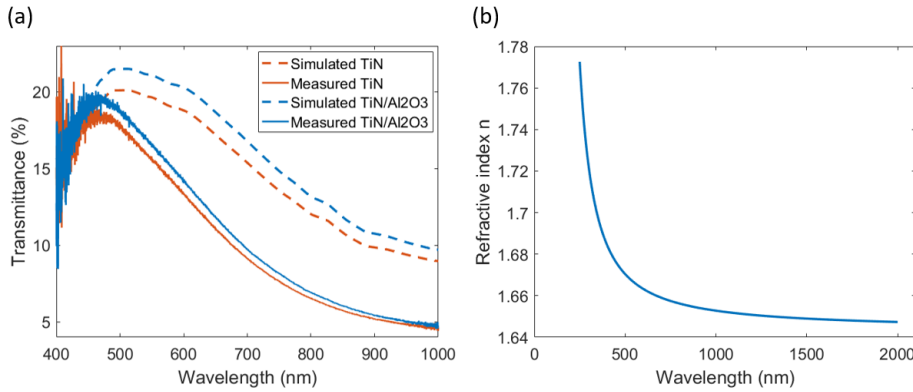 (a)
Transmittance (%)
20
15
10
5
400
500
600
700
800
900
1000
Wavelength (nm)
Simulated TiN
Measured TiN
Simulated TiN/Al2O3
Measured TiN/Al2O3
(b)
Refractive index n
1.78
1.76
1.74
1.72
1.7
1.68
1.66
1.64
0
500
1000
1500
2000
Wavelength (nm)